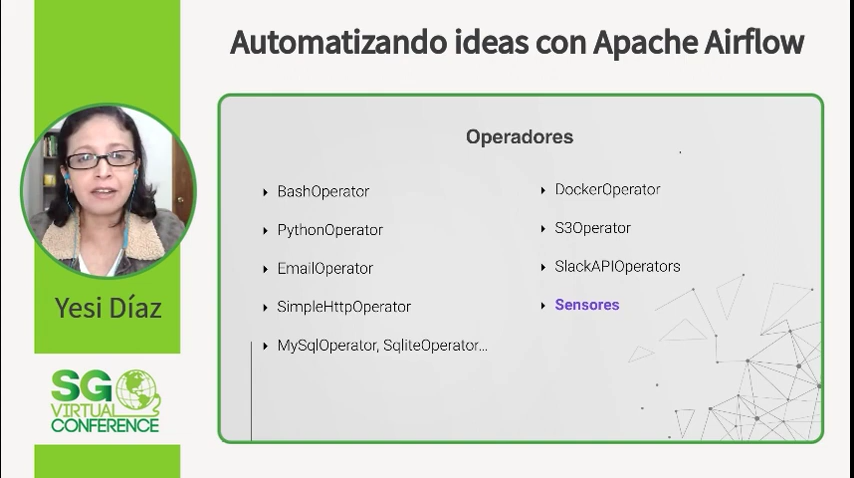 Automatizando ideas con Apache Airflow
Operadores
BashOperator
PythonOperator
EmailOperator
SimpleHttpOperator
MySqlOperator, SqliteOperator...
DockerOperator
S3Operator
SlackAPIOperators
Sensores
Yesi Díaz
SG
VIRTUAL
CONFERENCE